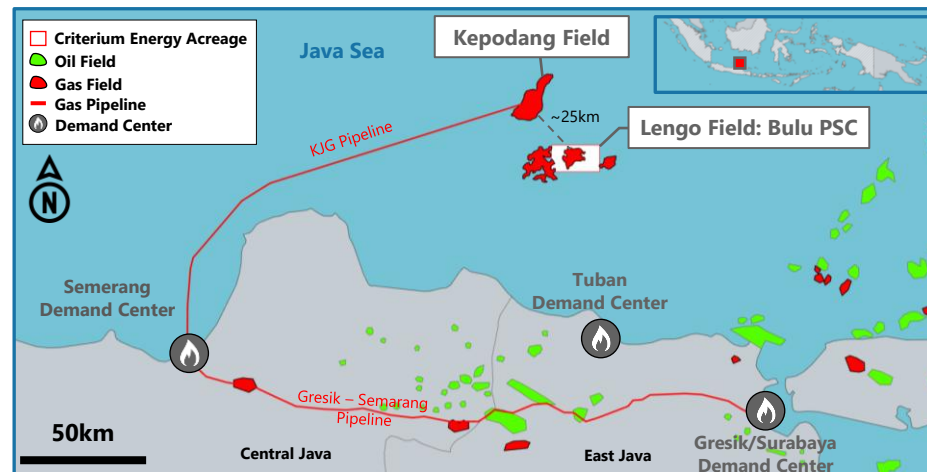 Criterium Energy Acreage
Oil Field
Gas Field
Gas Pipeline
Demand Center
N
Java Sea
Kepodang Field
~25km
Lengo Field: Bulu PSC
KJG Pipeline
Semerang
Demand Center
Tuban
Demand Center
Gresik – Semarang
Pipeline
50km
Central Java
East Java
Gresik/Surabaya
Demand Center